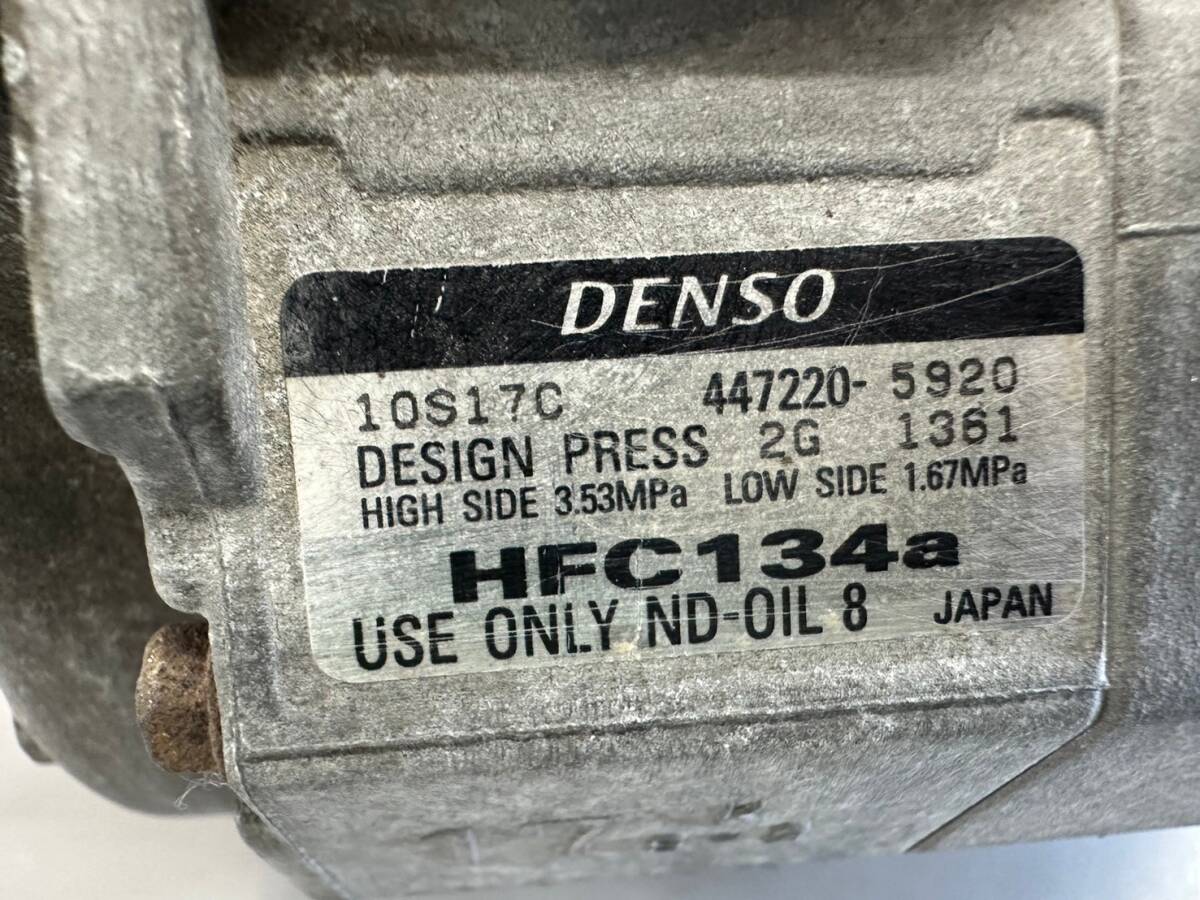 DENSO
10S17C 447220-5920
DESIGN PRESS 2G 1361
HIGH SIDE 3.53MPa LOW SIDE 1.67MPa
HFC134a
USE ONLY ND-OIL 8 JAPAN